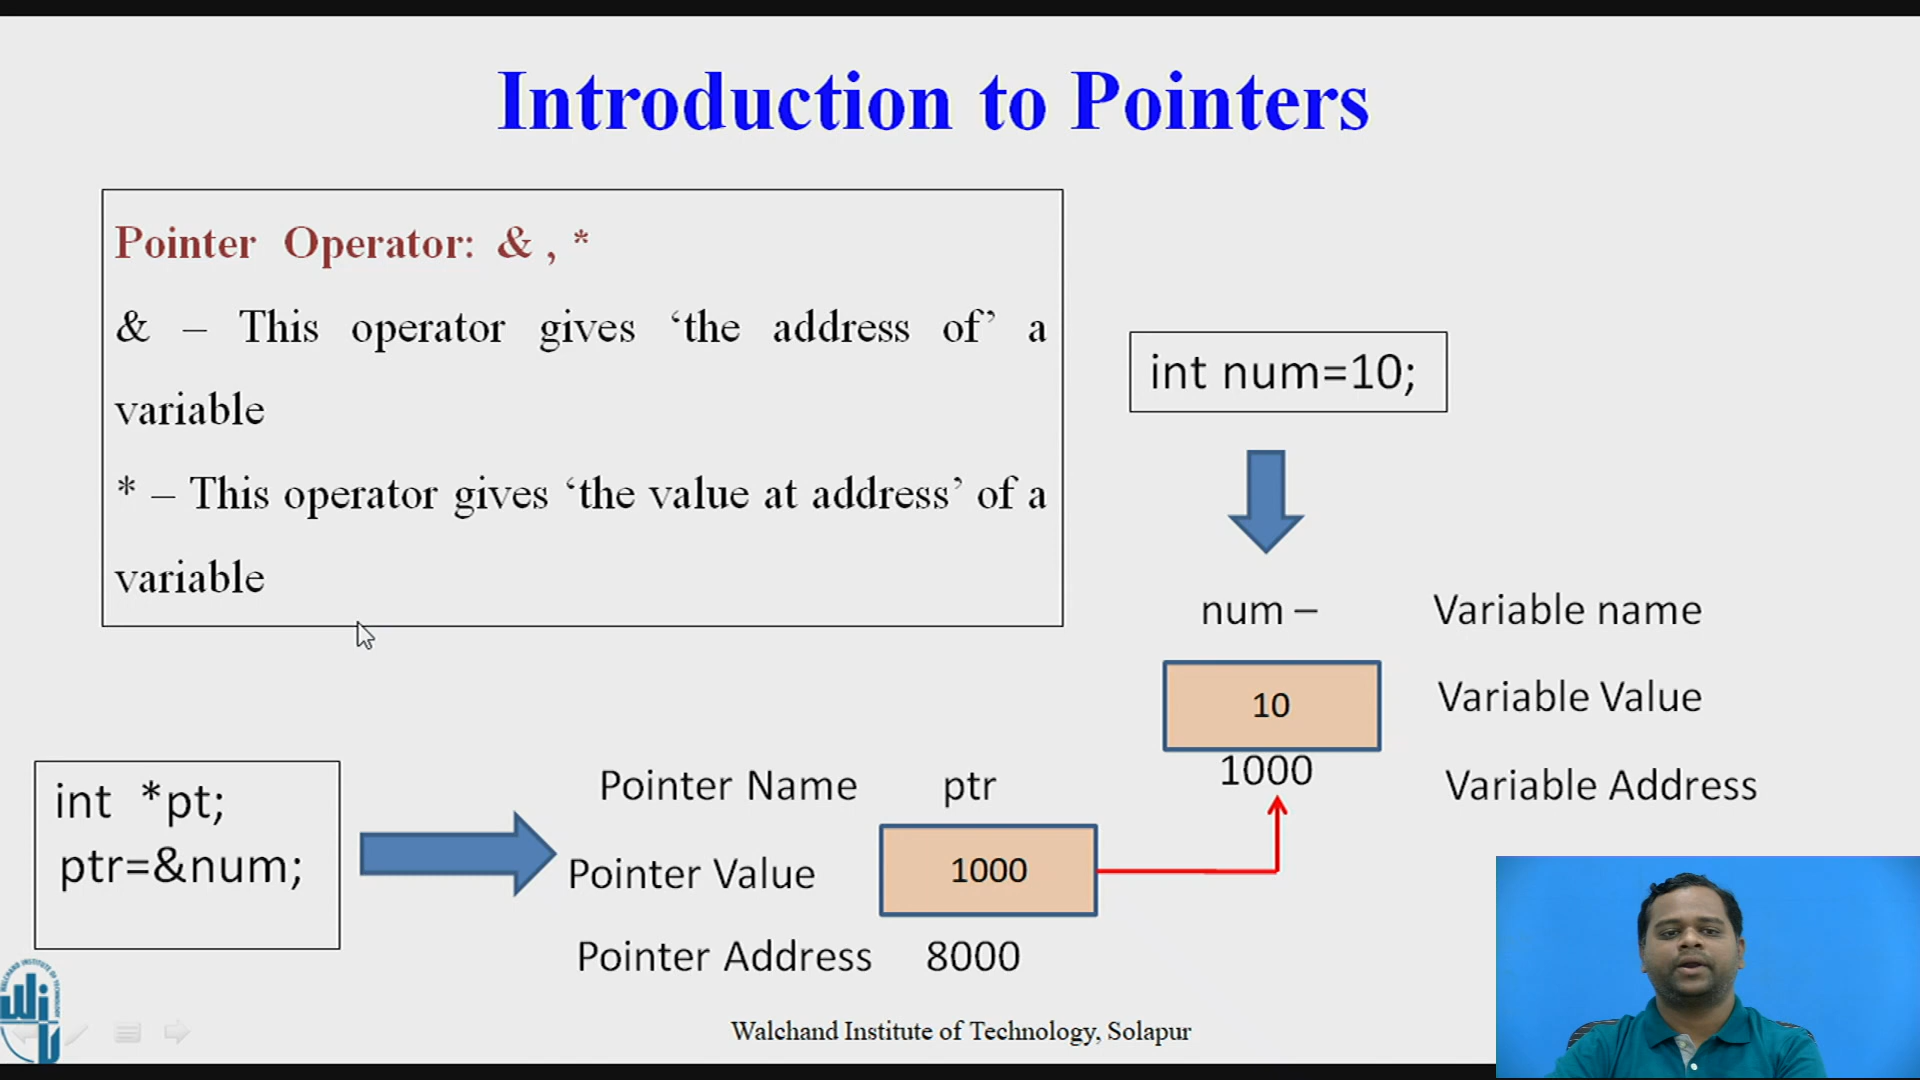 Introduction to Pointers
Pointer Operator: & , *
& – This operator gives ‘the address of’ a
variable
* – This operator gives ‘the value at address’ of a
variable
int num=10;
num – Variable name
10 Variable Value
1000 Variable Address
int *pt;
ptr=&num;
Pointer Name ptr
Pointer Value 1000
Pointer Address 8000
Walchand Institute of Technology, Solapur